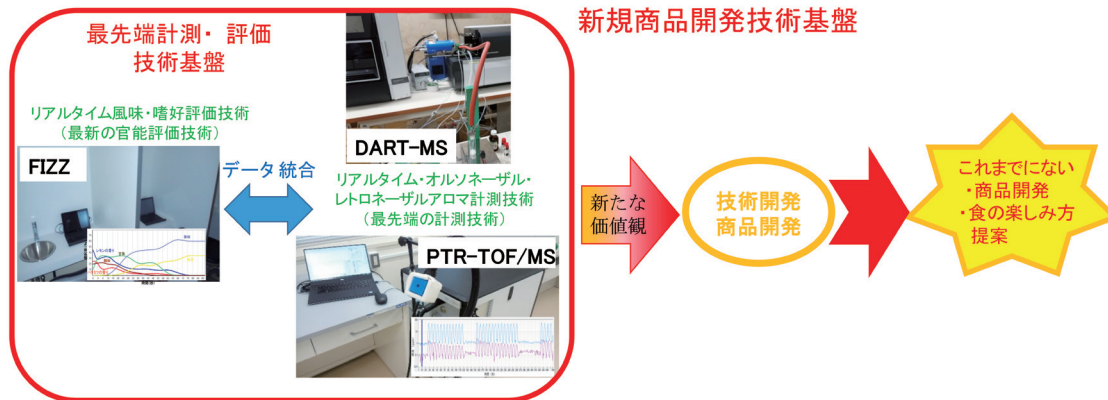 新規商品開発技術基盤
最先端計測・ 評価
技術基盤
リアルタイム風味・嗜好評価技術
(最新の官能評価技術)
FIZZ
データ 統合
DART-MS
リアルタイム・オルソネーザル・
レトロネーザルアロマ計測技術
(最先端の計測技術)
PTR-TOF/MS
新たな
価値観
技術開発
商品開発
これまでにない
・商品開発
・食の楽しみ方
提案